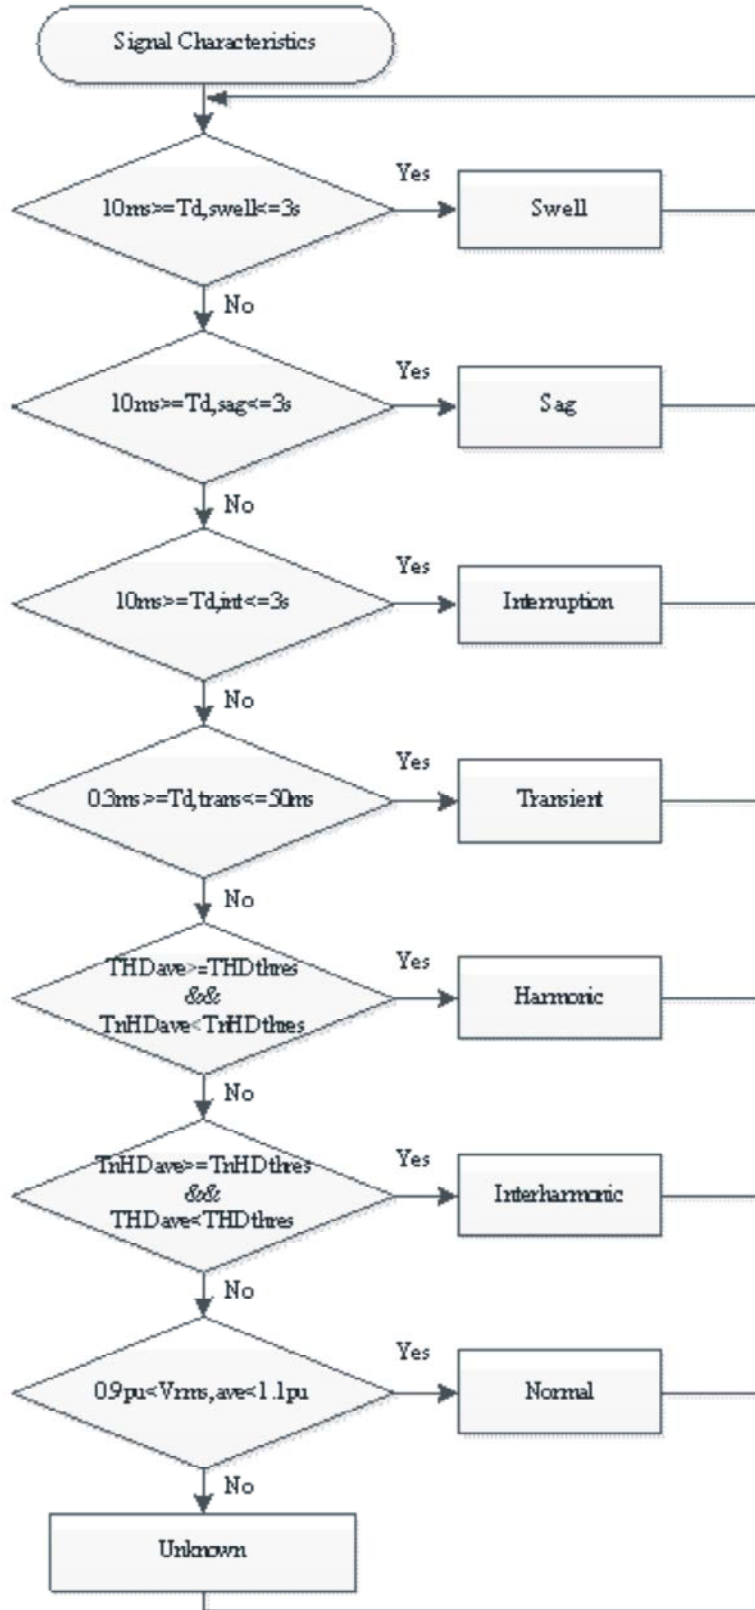 Signal Characteristics
10ms>=Td,swell<=3s
Yes
Swell
No
10ms>=Td,sag<=3s
Yes
Sag
No
10ms>=Td,int<=3s
Yes
Interruption
No
0.3ms>=Td,trans<=50ms
Yes
Transient
No
THDave>=THDthres
&&
TnHDave<TnHDthres
Yes
Harmonic
No
TnHDave>=TnHDthres
&&
THDave<THDthres
Yes
Interharmonic
No
0.9pu<Vrms,ave<1.1pu
Yes
Normal
No
Unknown